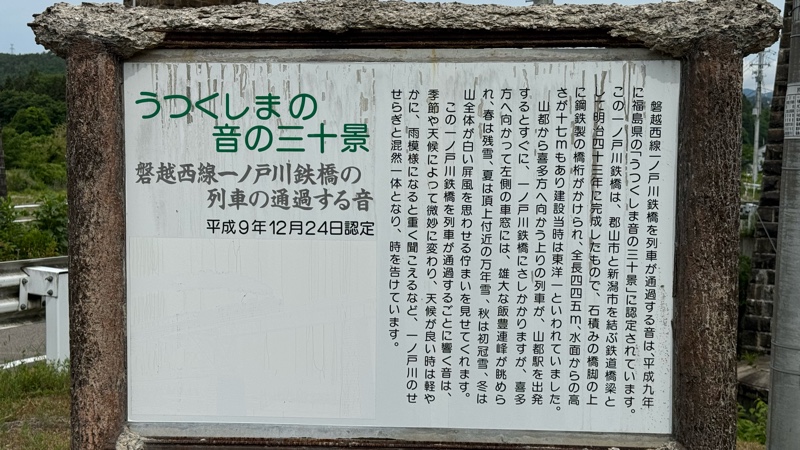 うつくしまの
音の三十景
磐越西線一ノ戸川鉄橋の
列車の通過する音
平成9年12月24日認定
磐越西線一ノ戸川鉄橋を列車が通過する音は、平成九年
に福島県の「うつくしま音の三十景」に認定されています。
この一ノ戸川鉄橋は、郡山市と新潟市を結ぶ鉄道橋梁と
して明治四十三年に完成したもので、石積みの橋脚の上
に鋼鉄製の橋桁がかけられ、全長四四五m、水面からの高
さが十七mもあり建設当時は東洋一といわれていました。
山都から喜多方へ向かう上りの列車が、山都駅を出発
するとすぐに、一ノ戸川鉄橋にさしかかりますが、喜多
方へ向かって左側の車窓には、雄大な飯豊連峰が眺めら
れ、春は残雪、夏は頂上付近の万年雪、秋は初冠雪、冬は
山全体が白い屏風を思わせる佇まいを見せてくれます。
この一ノ戸川鉄橋を列車が通過するごとに響く音は、
季節や天候によって微妙に変わり、天候が良い時は軽や
かに、雨模様になると重く聞こえるなど、一ノ戸川のせ
せらぎと混然一体となり、時を告げています。